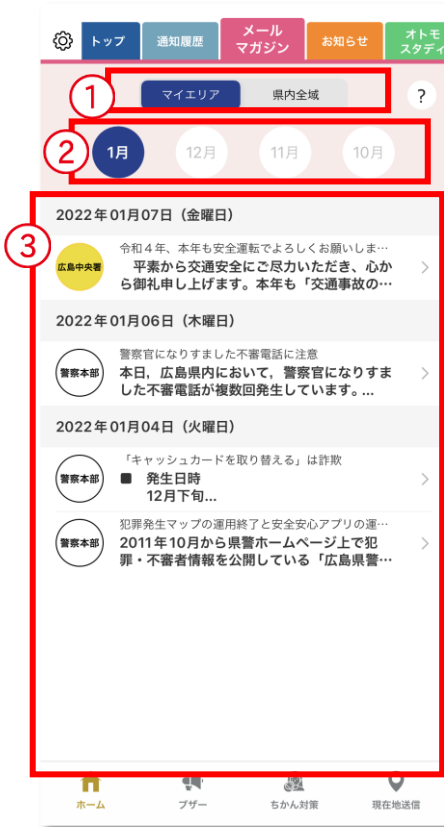 トップ
通知履歴
メール
マガジン
お知らせ
オトモ
スタディ
1
マイエリア
県内全域
?
2
1月
12月
11月
10月
3
2022年01月07日（金曜日）
広島中央署
令和４年、本年も安全運転でよろしくお願いしま…
平素から交通安全にご尽力いただき、心か
ら御礼申し上げます。本年も「交通事故の…
2022年01月06日（木曜日）
警察本部
警察官になりすました不審電話に注意
本日，広島県内において，警察官になりすま
した不審電話が複数回発生しています。...
2022年01月04日（火曜日）
警察本部
「キャッシュカードを取り替える」は詐欺
■　発生日時
12月下旬...
警察本部
犯罪発生マップの運用終了と安全安心アプリの運…
2011年10月から県警ホームページ上で犯
罪・不審者情報を公開している「広島県警…
ホーム
ブザー
ちかん対策
現在地送信